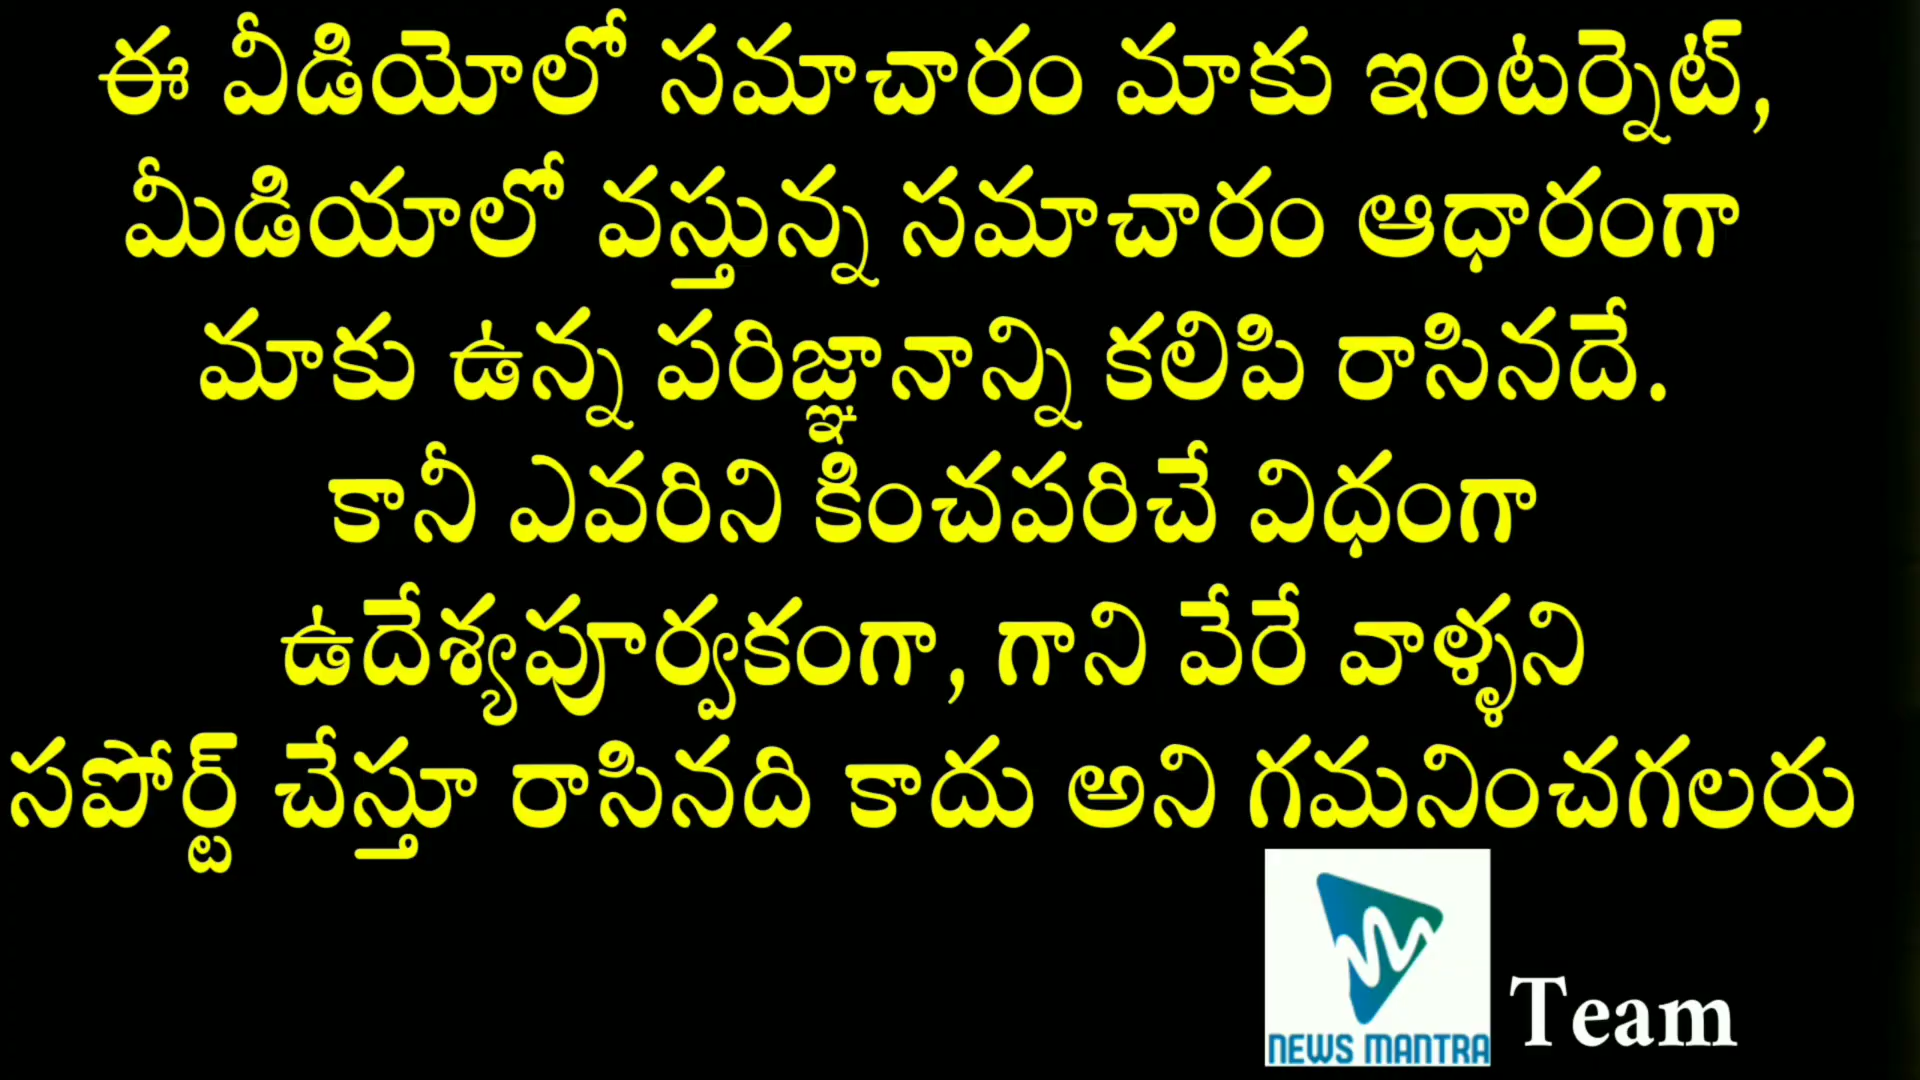 ఈ వీడియోలో సమాచారం మాకు ఇంటర్నెట్,
మీడియాలో వస్తున్న సమాచారం ఆధారంగా
మాకు ఉన్న పరిజ్ఞానాన్ని కలిపి రాసినదే.
కానీ ఎవరిని కించపరిచే విధంగా
ఉదేశ్యపూర్వకంగా, గాని వేరే వాళ్ళని
సపోర్ట్ చేస్తూ రాసినది కాదు అని గమనించగలరు
NEWS MANTRA Team